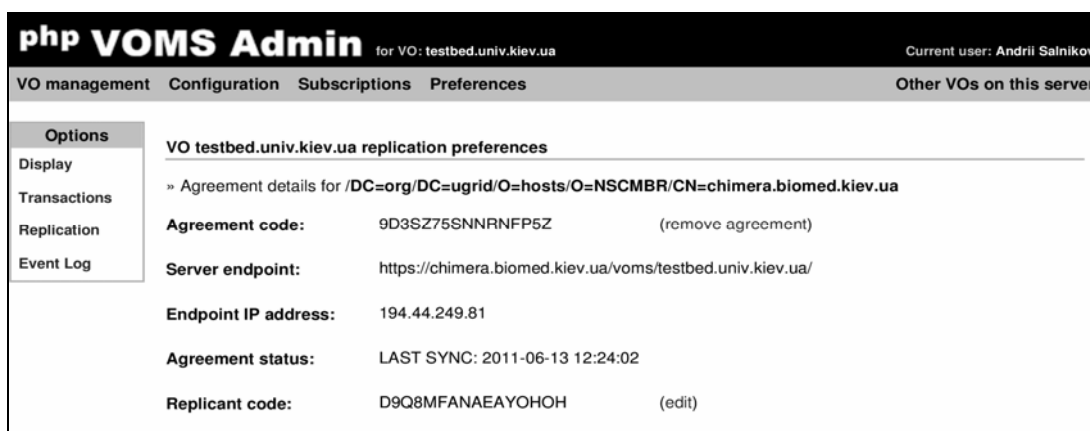 php VOMS Admin for VO: testbed.univ.kiev.ua Current user: Andrii Salnikov
VO management Configuration Subscriptions Preferences Other VOs on this server
Options
Display
Transactions
Replication
Event Log
VO testbed.univ.kiev.ua replication preferences
» Agreement details for /DC=org/DC=ugrid/O=hosts/O=NSCMBR/CN=chimera.biomed.kiev.ua
Agreement code: 9D3SZ75SNNRNFP5Z (remove agreement)
Server endpoint: https://chimera.biomed.kiev.ua/voms/testbed.univ.kiev.ua/
Endpoint IP address: 194.44.249.81
Agreement status: LAST SYNC: 2011-06-13 12:24:02
Replicant code: D9Q8MFANAEAYOHOH (edit)